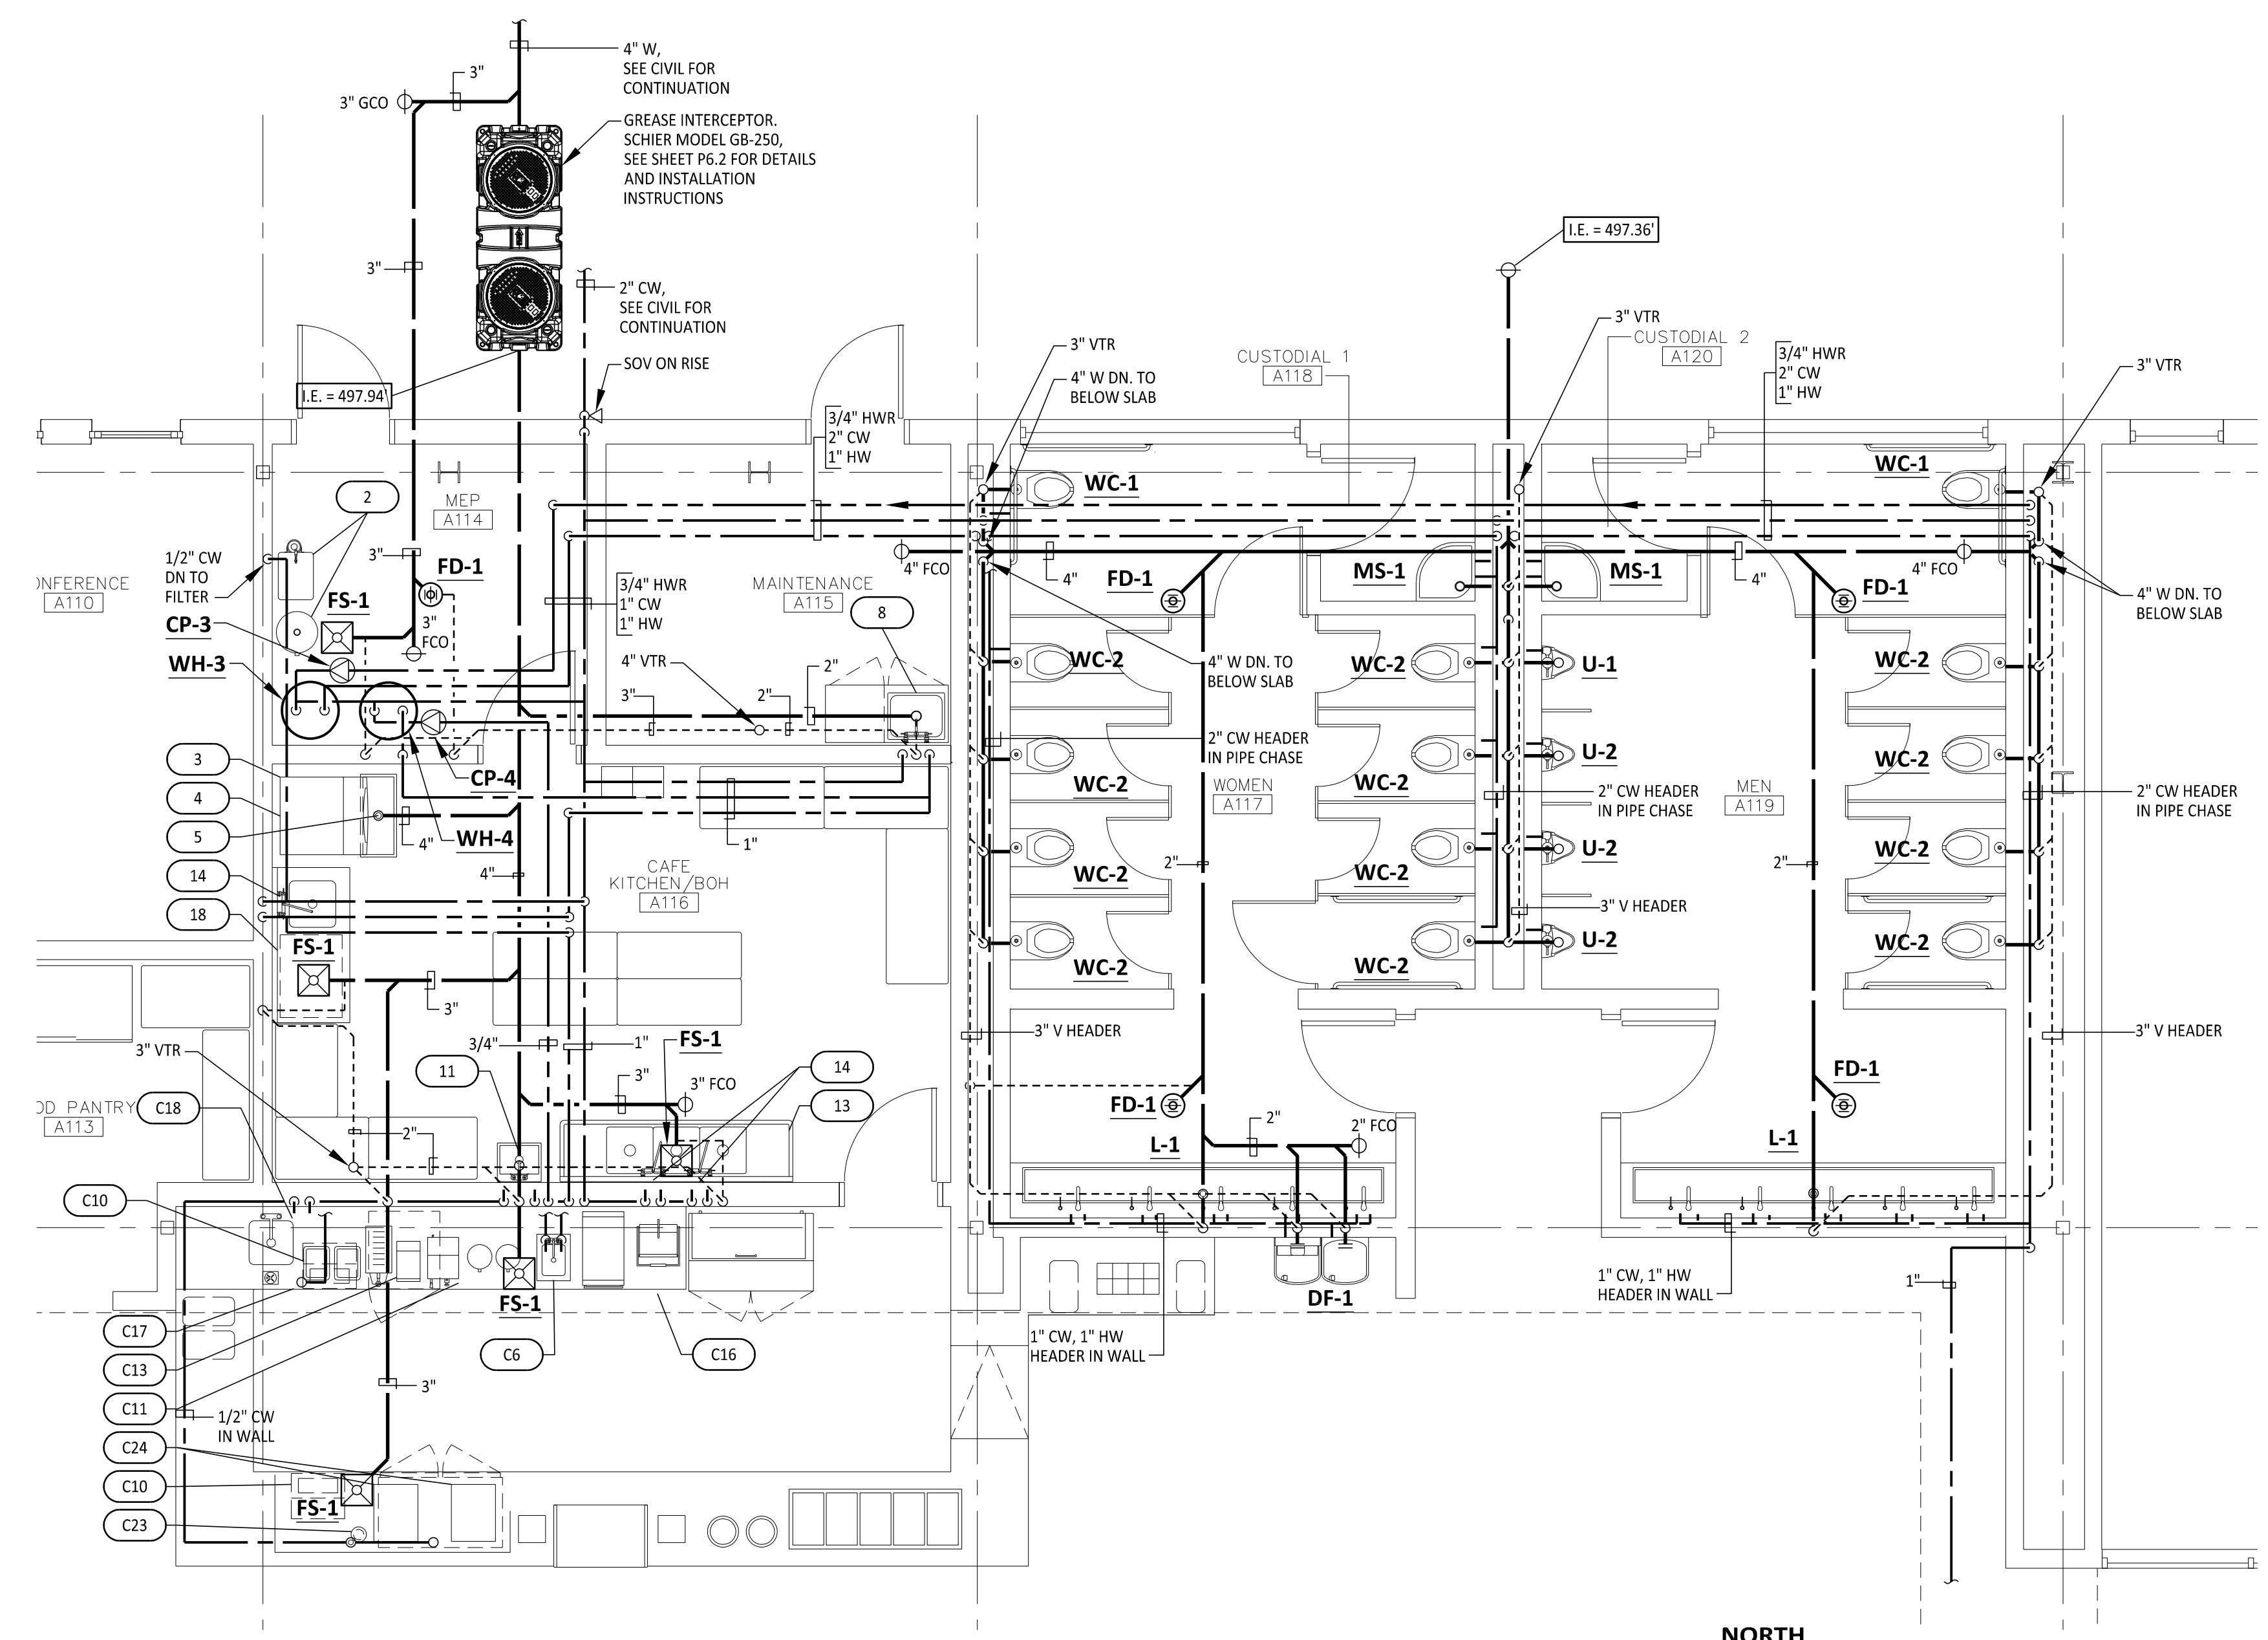 4" W,
SEE CIVIL FOR
CONTINUATION
3"
3" GCO
GREASE INTERCEPTOR.
SCHIER MODEL GB-250,
SEE SHEET P6.2 FOR DETAILS
AND INSTALLATION
INSTRUCTIONS
3"
2" CW,
SEE CIVIL FOR
CONTINUATION
SOV ON RISE
I.E. = 497.94'
I.E. = 497.36'
3" VTR
4" W DN. TO
BELOW SLAB
CUSTODIAL 1
A118
3" VTR
CUSTODIAL 2
A120
3/4" HWR
2" CW
1" HW
3" VTR
3/4" HWR
2" CW
1" HW
2
MEP
A114
WC-1
WC-1
1/2" CW
DN TO
FILTER
3"
FD-1
ONFERENCE
A110
FS-1
3"
FCO
CP-3
WH-3
3/4" HWR
1" CW
1" HW
MAINTENANCE
A115
8
4" FCO
4"
FD-1
MS-1
MS-1
4"
4" FCO
FD-1
4" W DN. TO
BELOW SLAB
4" VTR
2"
3"
2"
WC-2
4" W DN. TO
BELOW SLAB
WC-2
U-1
WC-2
3
4
5
14
18
CP-4
4"
WH-4
1"
2" CW HEADER
IN PIPE CHASE
WC-2
WOMEN
A117
WC-2
U-2
2" CW HEADER
IN PIPE CHASE
MEN
A119
WC-2
2" CW HEADER
IN PIPE CHASE
4"
CAFE
KITCHEN/BOH
A116
WC-2
2"
WC-2
U-2
2"
WC-2
FS-1
WC-2
WC-2
3" V HEADER
U-2
WC-2
3"
3" VTR
3/4"
1"
FS-1
3" V HEADER
3" V HEADER
11
3"
3" FCO
14
13
OD PANTRY
A113
C18
2"
FD-1
2"
2" FCO
L-1
FD-1
L-1
C10
FS-1
C6
C16
DF-1
1" CW, 1" HW
HEADER IN WALL
1" CW, 1" HW
HEADER IN WALL
1"
C17
C13
C11
3"
1/2" CW
IN WALL
C24
C10
FS-1
C23
NORTH